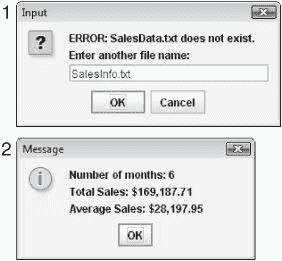 1
Input
ERROR: SalesData.txt does not exist.
Enter another file name:
SalesInfo.txt
OK Cancel
2
Message
Number of months: 6
Total Sales: $169,187.71
Average Sales: $28,197.95
OK